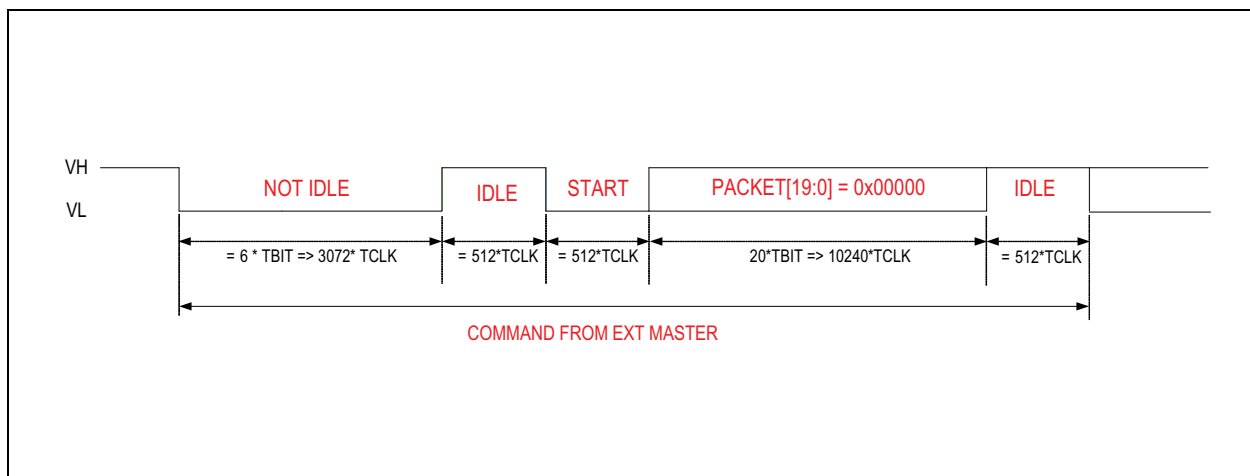 VH
NOT IDLE
IDLE
START
PACKET[19:0] = 0x00000
IDLE
VL
= 6 * TBIT => 3072* TCLK
= 512*TCLK
= 512*TCLK
20*TBIT => 10240*TCLK
= 512*TCLK
COMMAND FROM EXT MASTER